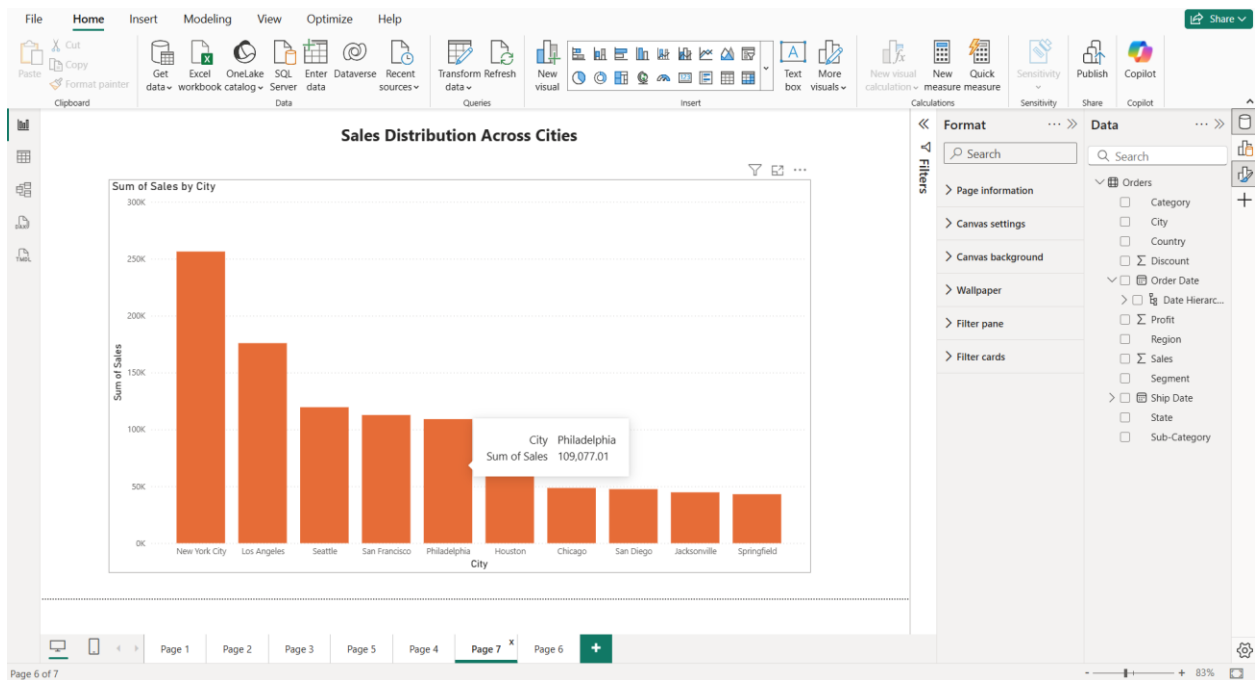 File Home Insert Modeling View Optimize Help Share
Paste
Cut
Copy
Format painter
Clipboard
Get data
Excel workbook
OneLake catalog
SQL Server
Enter data
Dataverse
Recent sources
Data
Transform data
Refresh
Queries
New visual
Text box
More visuals
Insert
New visual calculation
New measure
Quick measure
Calculations
Sensitivity
Sensitivity
Publish
Share
Copilot
Copilot
Sales Distribution Across Cities
Sum of Sales by City
Sum of Sales
300K
250K
200K
150K
100K
50K
0K
City Philadelphia
Sum of Sales 109,077.01
New York City Los Angeles Seattle San Francisco Philadelphia Houston Chicago San Diego Jacksonville Springfield
City
Filters
Format
Search
Page information
Canvas settings
Canvas background
Wallpaper
Filter pane
Filter cards
Data
Search
Orders
Category
City
Country
Discount
Order Date
Date Hierarc...
Profit
Region
Sales
Segment
Ship Date
State
Sub-Category
Page 1 Page 2 Page 3 Page 5 Page 4 Page 7 x Page 6 +
Page 6 of 7
- + 83%